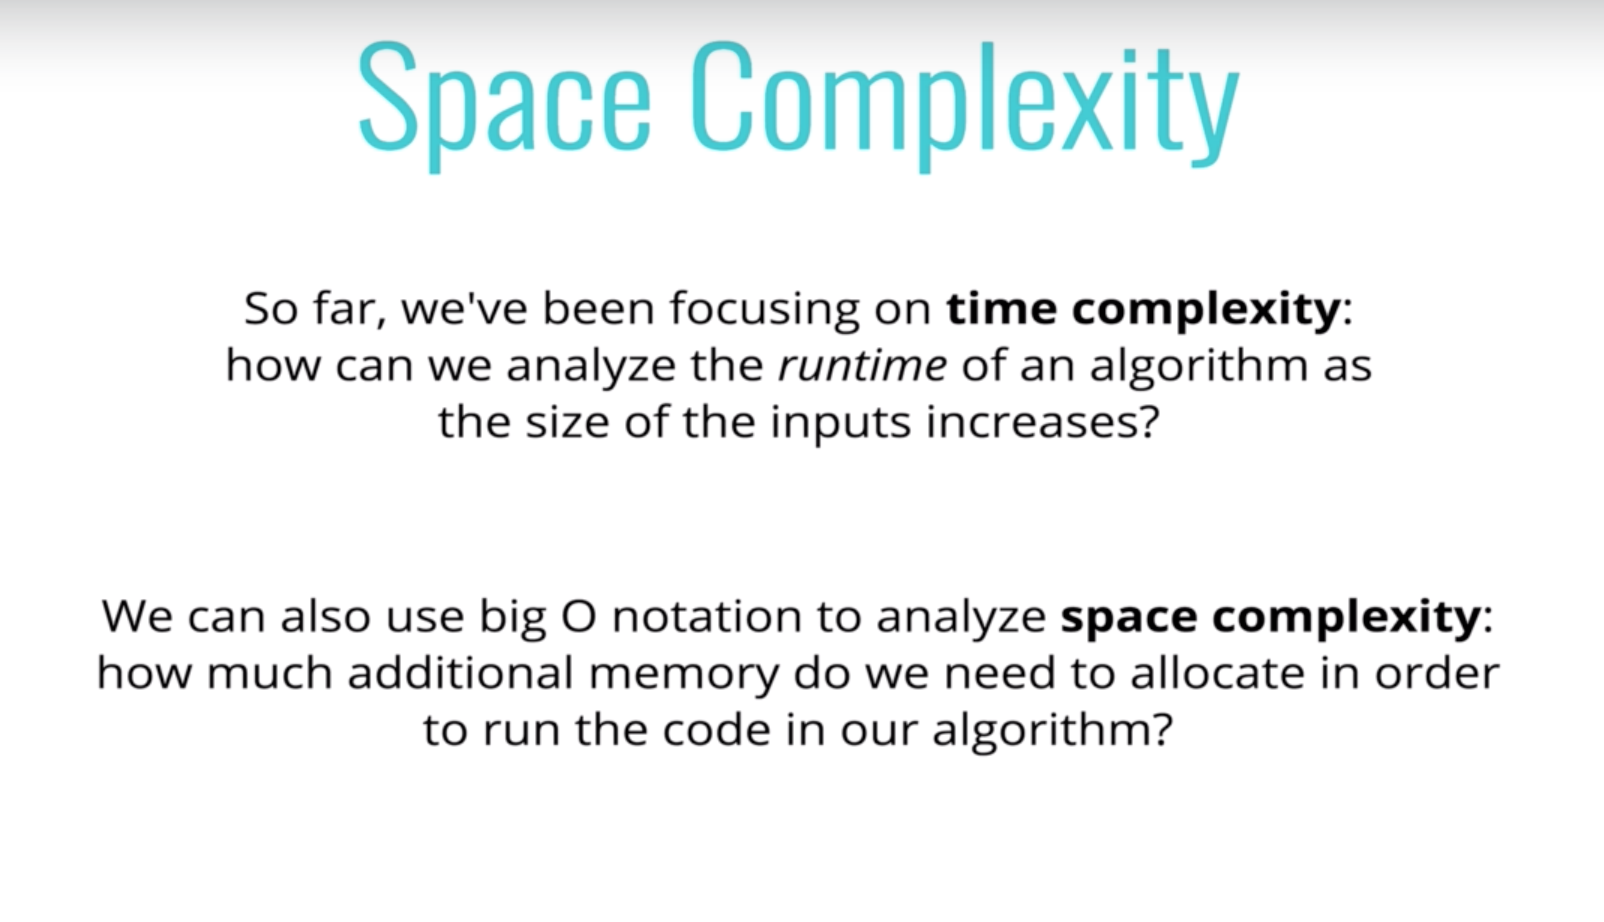 Space Complexity
So far, we've been focusing on time complexity:
how can we analyze the runtime of an algorithm as
the size of the inputs increases?
We can also use big O notation to analyze space complexity:
how much additional memory do we need to allocate in order
to run the code in our algorithm?